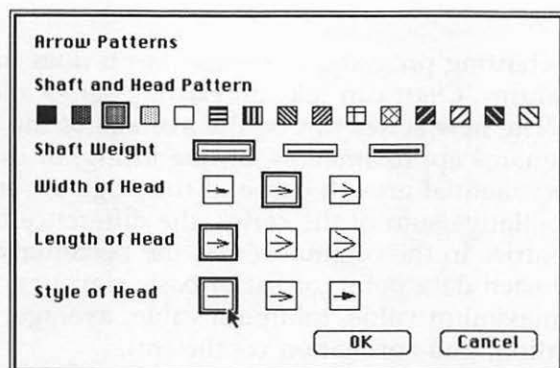 Arrow Patterns
Shaft and Head Pattern
Shaft Weight
Width of Head
Length of Head
Style of Head
OK Cancel